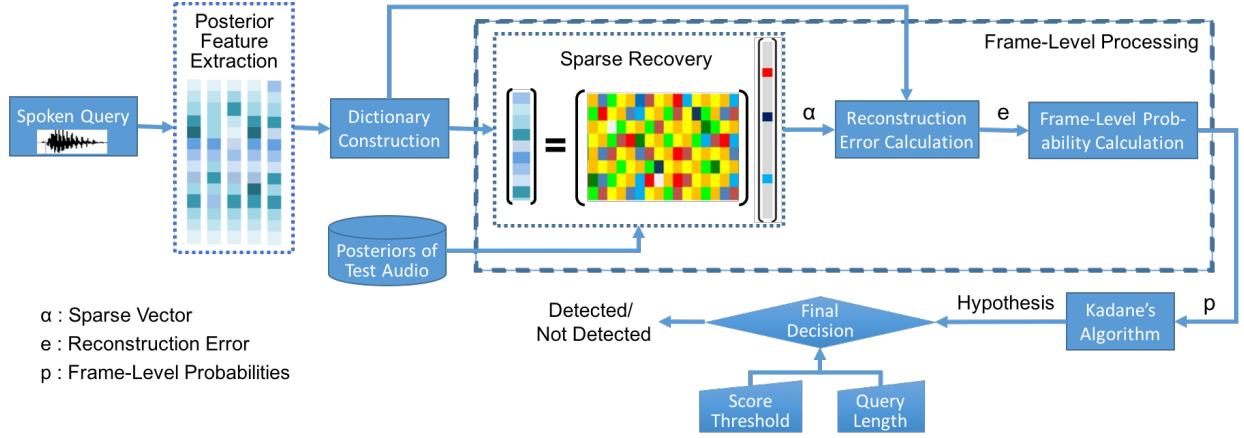 Posterior
Feature
Extraction
Spoken Query
Dictionary
Construction
Frame-Level Processing
Sparse Recovery
=
α
Reconstruction
Error Calculation
e
Frame-Level Prob-
ability Calculation
Posteriors of
Test Audio
α : Sparse Vector
e : Reconstruction Error
p : Frame-Level Probabilities
Detected/
Not Detected
Final
Decision
Hypothesis
Kadane's
Algorithm
p
Score
Threshold
Query
Length